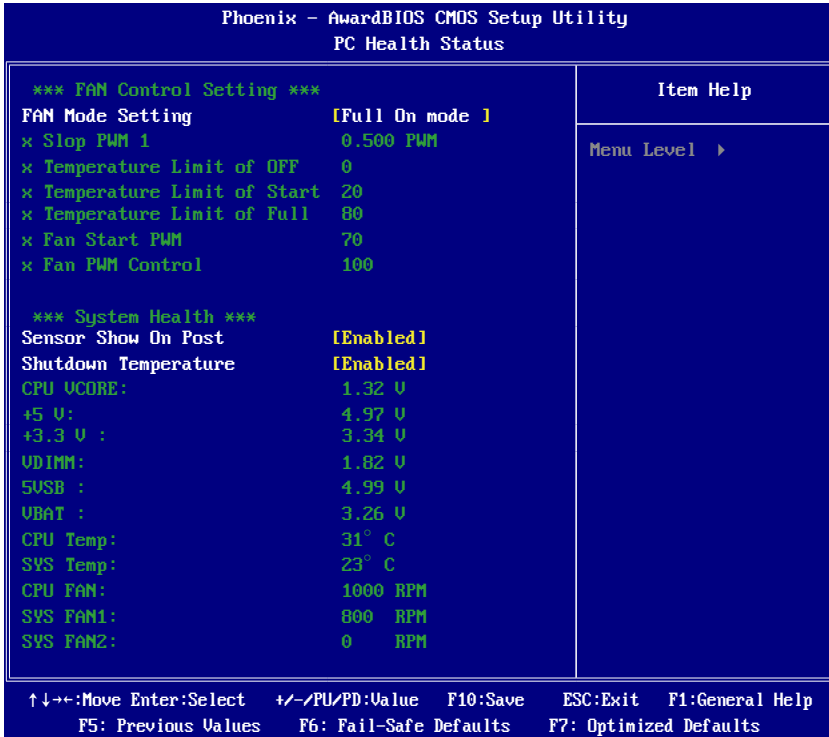 Phoenix - AwardBIOS CMOS Setup Utility
PC Health Status
*** FAN Control Setting ***
FAN Mode Setting [Full On mode ]
x Slop PWM 1 0.500 PWM
x Temperature Limit of OFF 0
x Temperature Limit of Start 20
x Temperature Limit of Full 80
x Fan Start PWM 70
x Fan PWM Control 100
*** System Health ***
Sensor Show On Post [Enabled]
Shutdown Temperature [Enabled]
CPU VCORE: 1.32 V
+5 V: 4.97 V
+3.3 V : 3.34 V
VDIMM: 1.82 V
5VSB : 4.99 V
VBAT : 3.26 V
CPU Temp: 31° C
SYS Temp: 23° C
CPU FAN: 1000 RPM
SYS FAN1: 800 RPM
SYS FAN2: 0 RPM
Item Help
Menu Level ▸
↑↓→←:Move Enter:Select +/-/PU/PD:Value F10:Save ESC:Exit F1:General Help
F5: Previous Values F6: Fail-Safe Defaults F7: Optimized Defaults